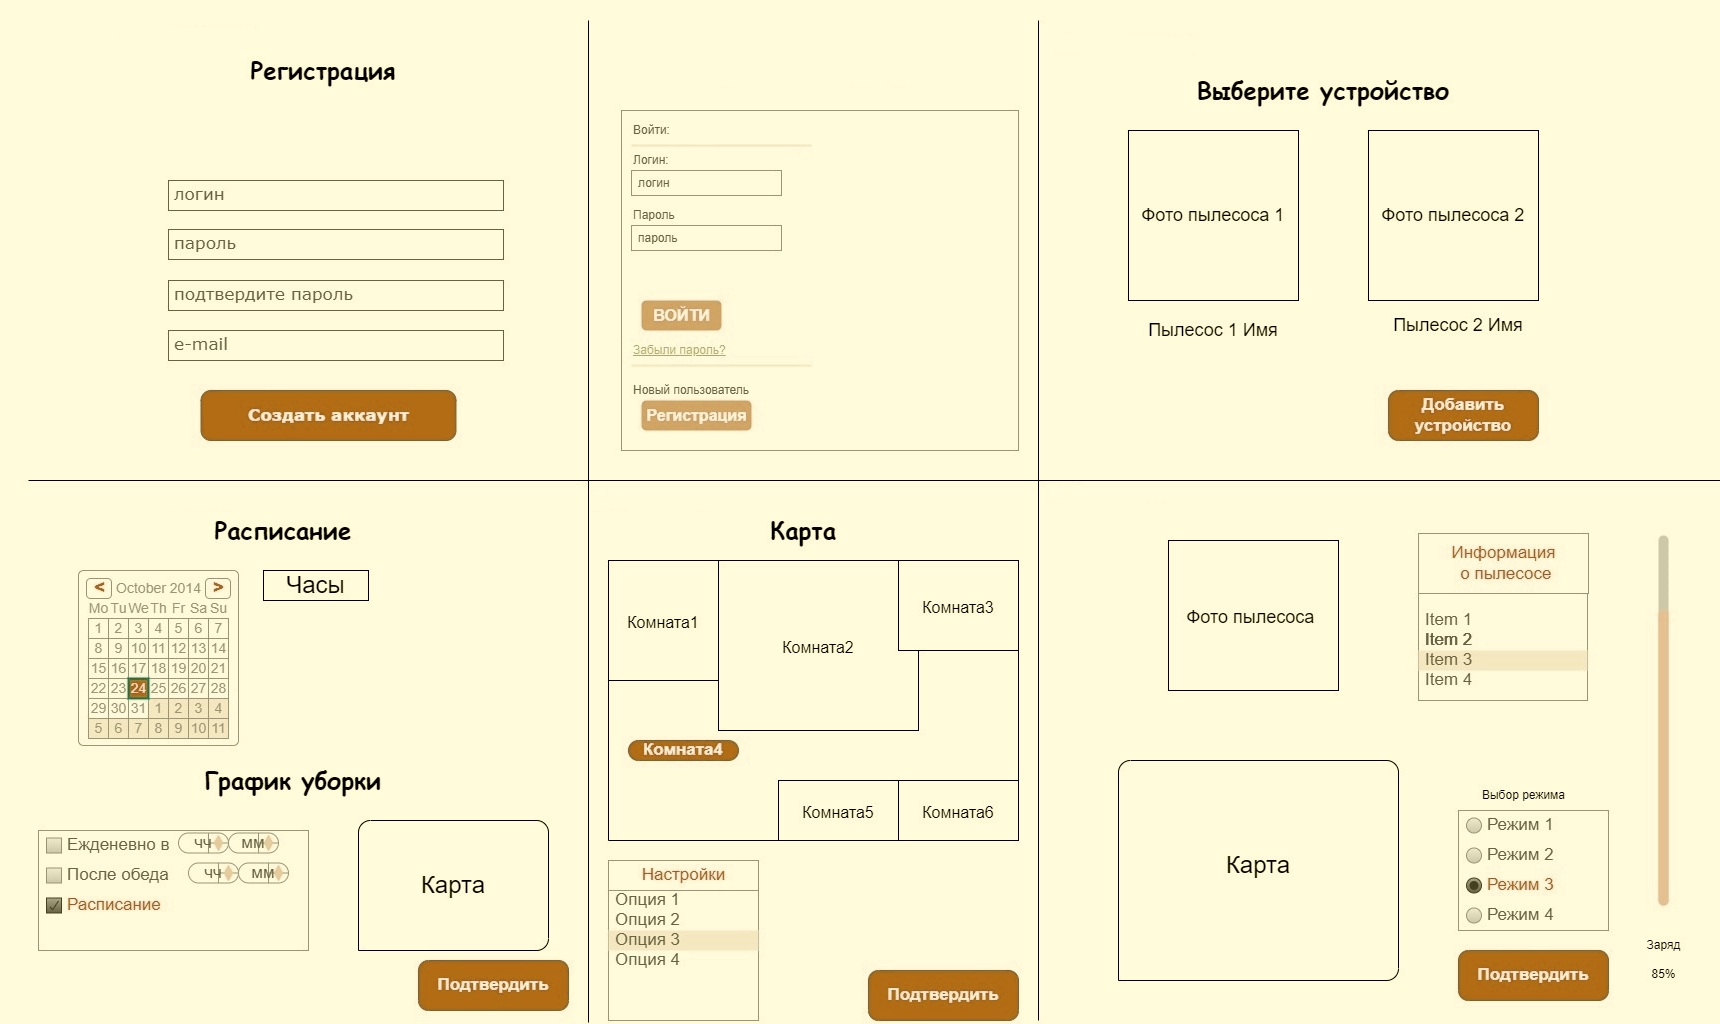 Регистрация
логин
пароль
подтвердите пароль
e-mail
Создать аккаунт
Войти:
Логин:
логин
Пароль
пароль
ВОЙТИ
Забыли пароль?
Новый пользователь
Регистрация
Выберите устройство
Фото пылесоса 1
Фото пылесоса 2
Пылесос 1 Имя
Пылесос 2 Имя
Добавить
устройство
Расписание
< October 2014 >
Mo Tu We Th Fr Sa Su
1 2 3 4 5 6 7
8 9 10 11 12 13 14
15 16 17 18 19 20 21
22 23 24 25 26 27 28
29 30 31 1 2 3 4
5 6 7 8 9 10 11
Часы
График уборки
Ежденевно в чч мм
После обеда чч мм
Расписание
Карта
Подтвердить
Карта
Комната1
Комната2
Комната3
Комната4
Комната5
Комната6
Настройки
Опция 1
Опция 2
Опция 3
Опция 4
Подтвердить
Фото пылесоса
Информация
о пылесосе
Item 1
Item 2
Item 3
Item 4
Карта
Выбор режима
Режим 1
Режим 2
Режим 3
Режим 4
Подтвердить
Заряд
85%